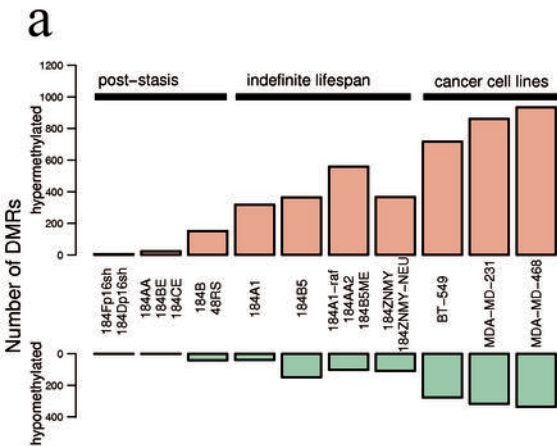 a
post-stasis
indefinite lifespan
cancer cell lines
Number of DMRs
hypermethylated
1200
1000
800
600
400
200
0
184Fp16sh
184Dp16sh
184AA
184BE
184CE
184B
48RS
184A1
184B5
184A1-raf
184AA2
184B5ME
184ZNMY
184ZNMY-NEU
BT-549
MDA-MD-231
MDA-MD-468
hypomethylated
0
200
400